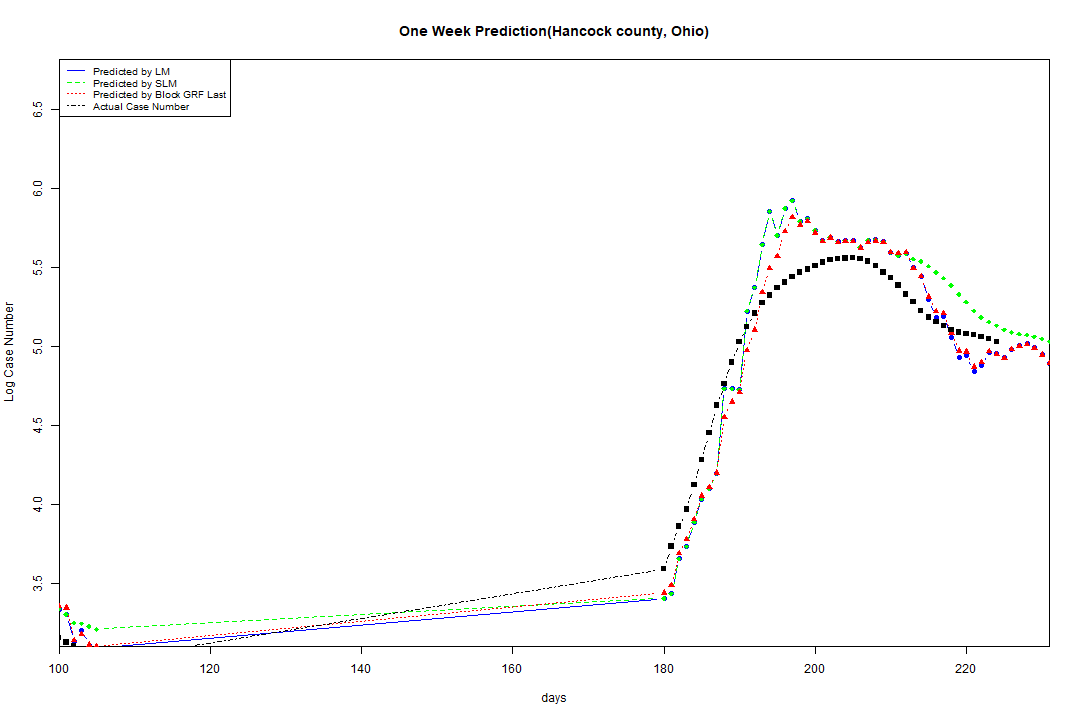 One Week Prediction(Hancock county, Ohio)
Predicted by LM
Predicted by SLM
Predicted by Block GRF Last
Actual Case Number
Log Case Number
6.5
6.0
5.5
5.0
4.5
4.0
3.5
100 120 140 160 180 200 220
days